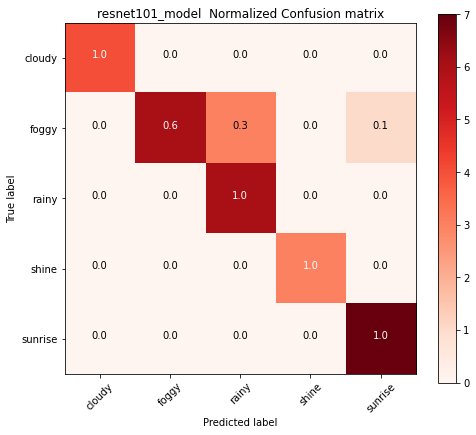 resnet101_model  Normalized Confusion matrix
cloudy 1.0 0.0 0.0 0.0 0.0
foggy 0.0 0.6 0.3 0.0 0.1
rainy 0.0 0.0 1.0 0.0 0.0
shine 0.0 0.0 0.0 1.0 0.0
sunrise 0.0 0.0 0.0 0.0 1.0
True label
cloudy foggy rainy shine sunrise
Predicted label
7
6
5
4
3
2
1
0